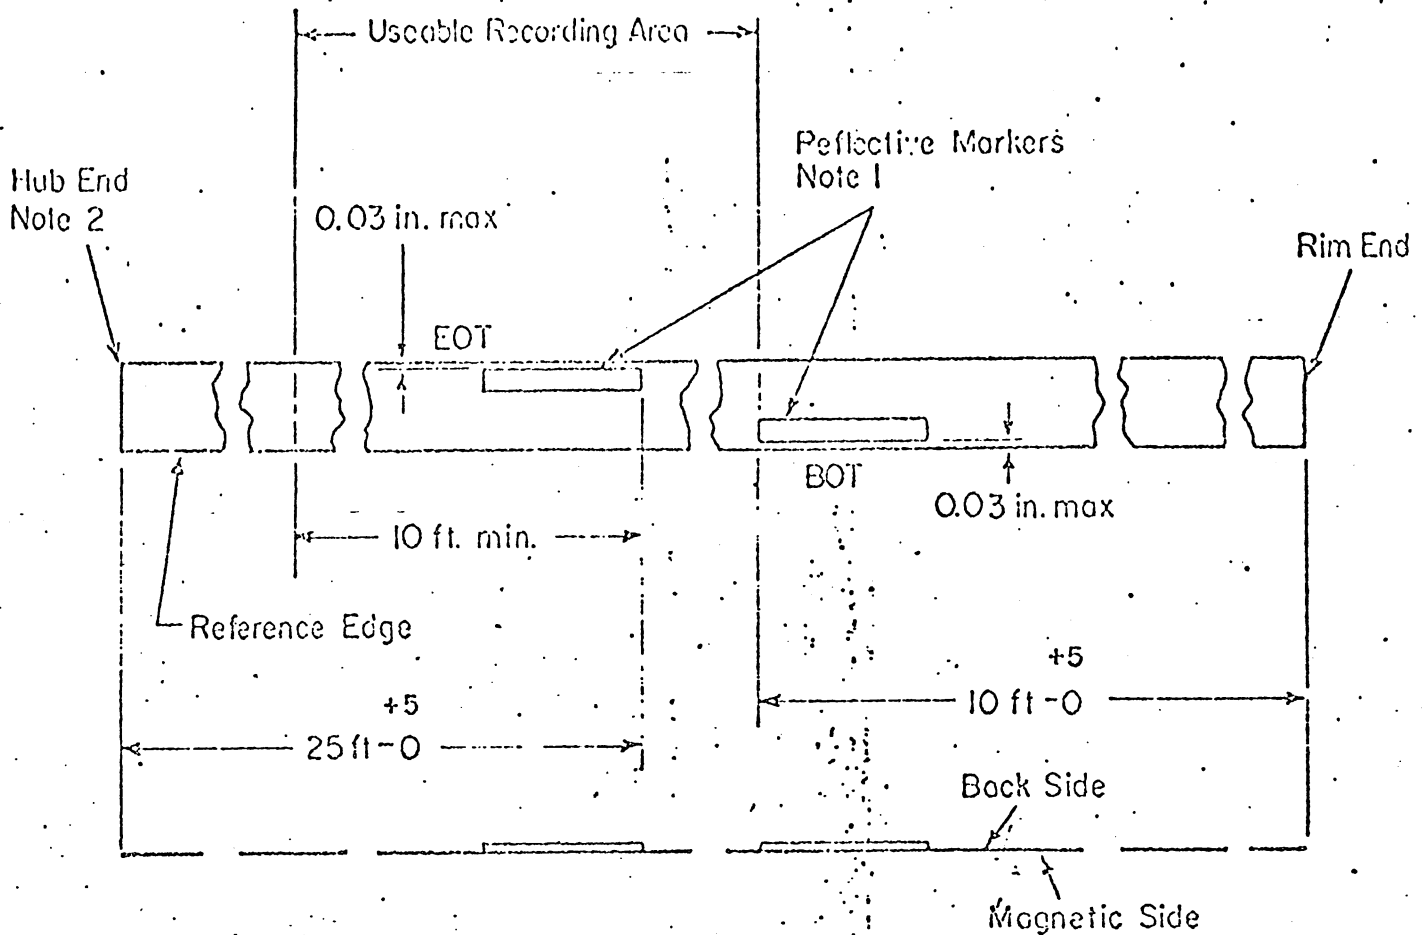 Useable Recording Area
Reflective Markers
Note 1
Hub End
Note 2
0.03 in. max
Rim End
EOT
BOT
0.03 in. max
10 ft. min.
Reference Edge
+5
10 ft -0
+5
25 ft -0
Back Side
Magnetic Side